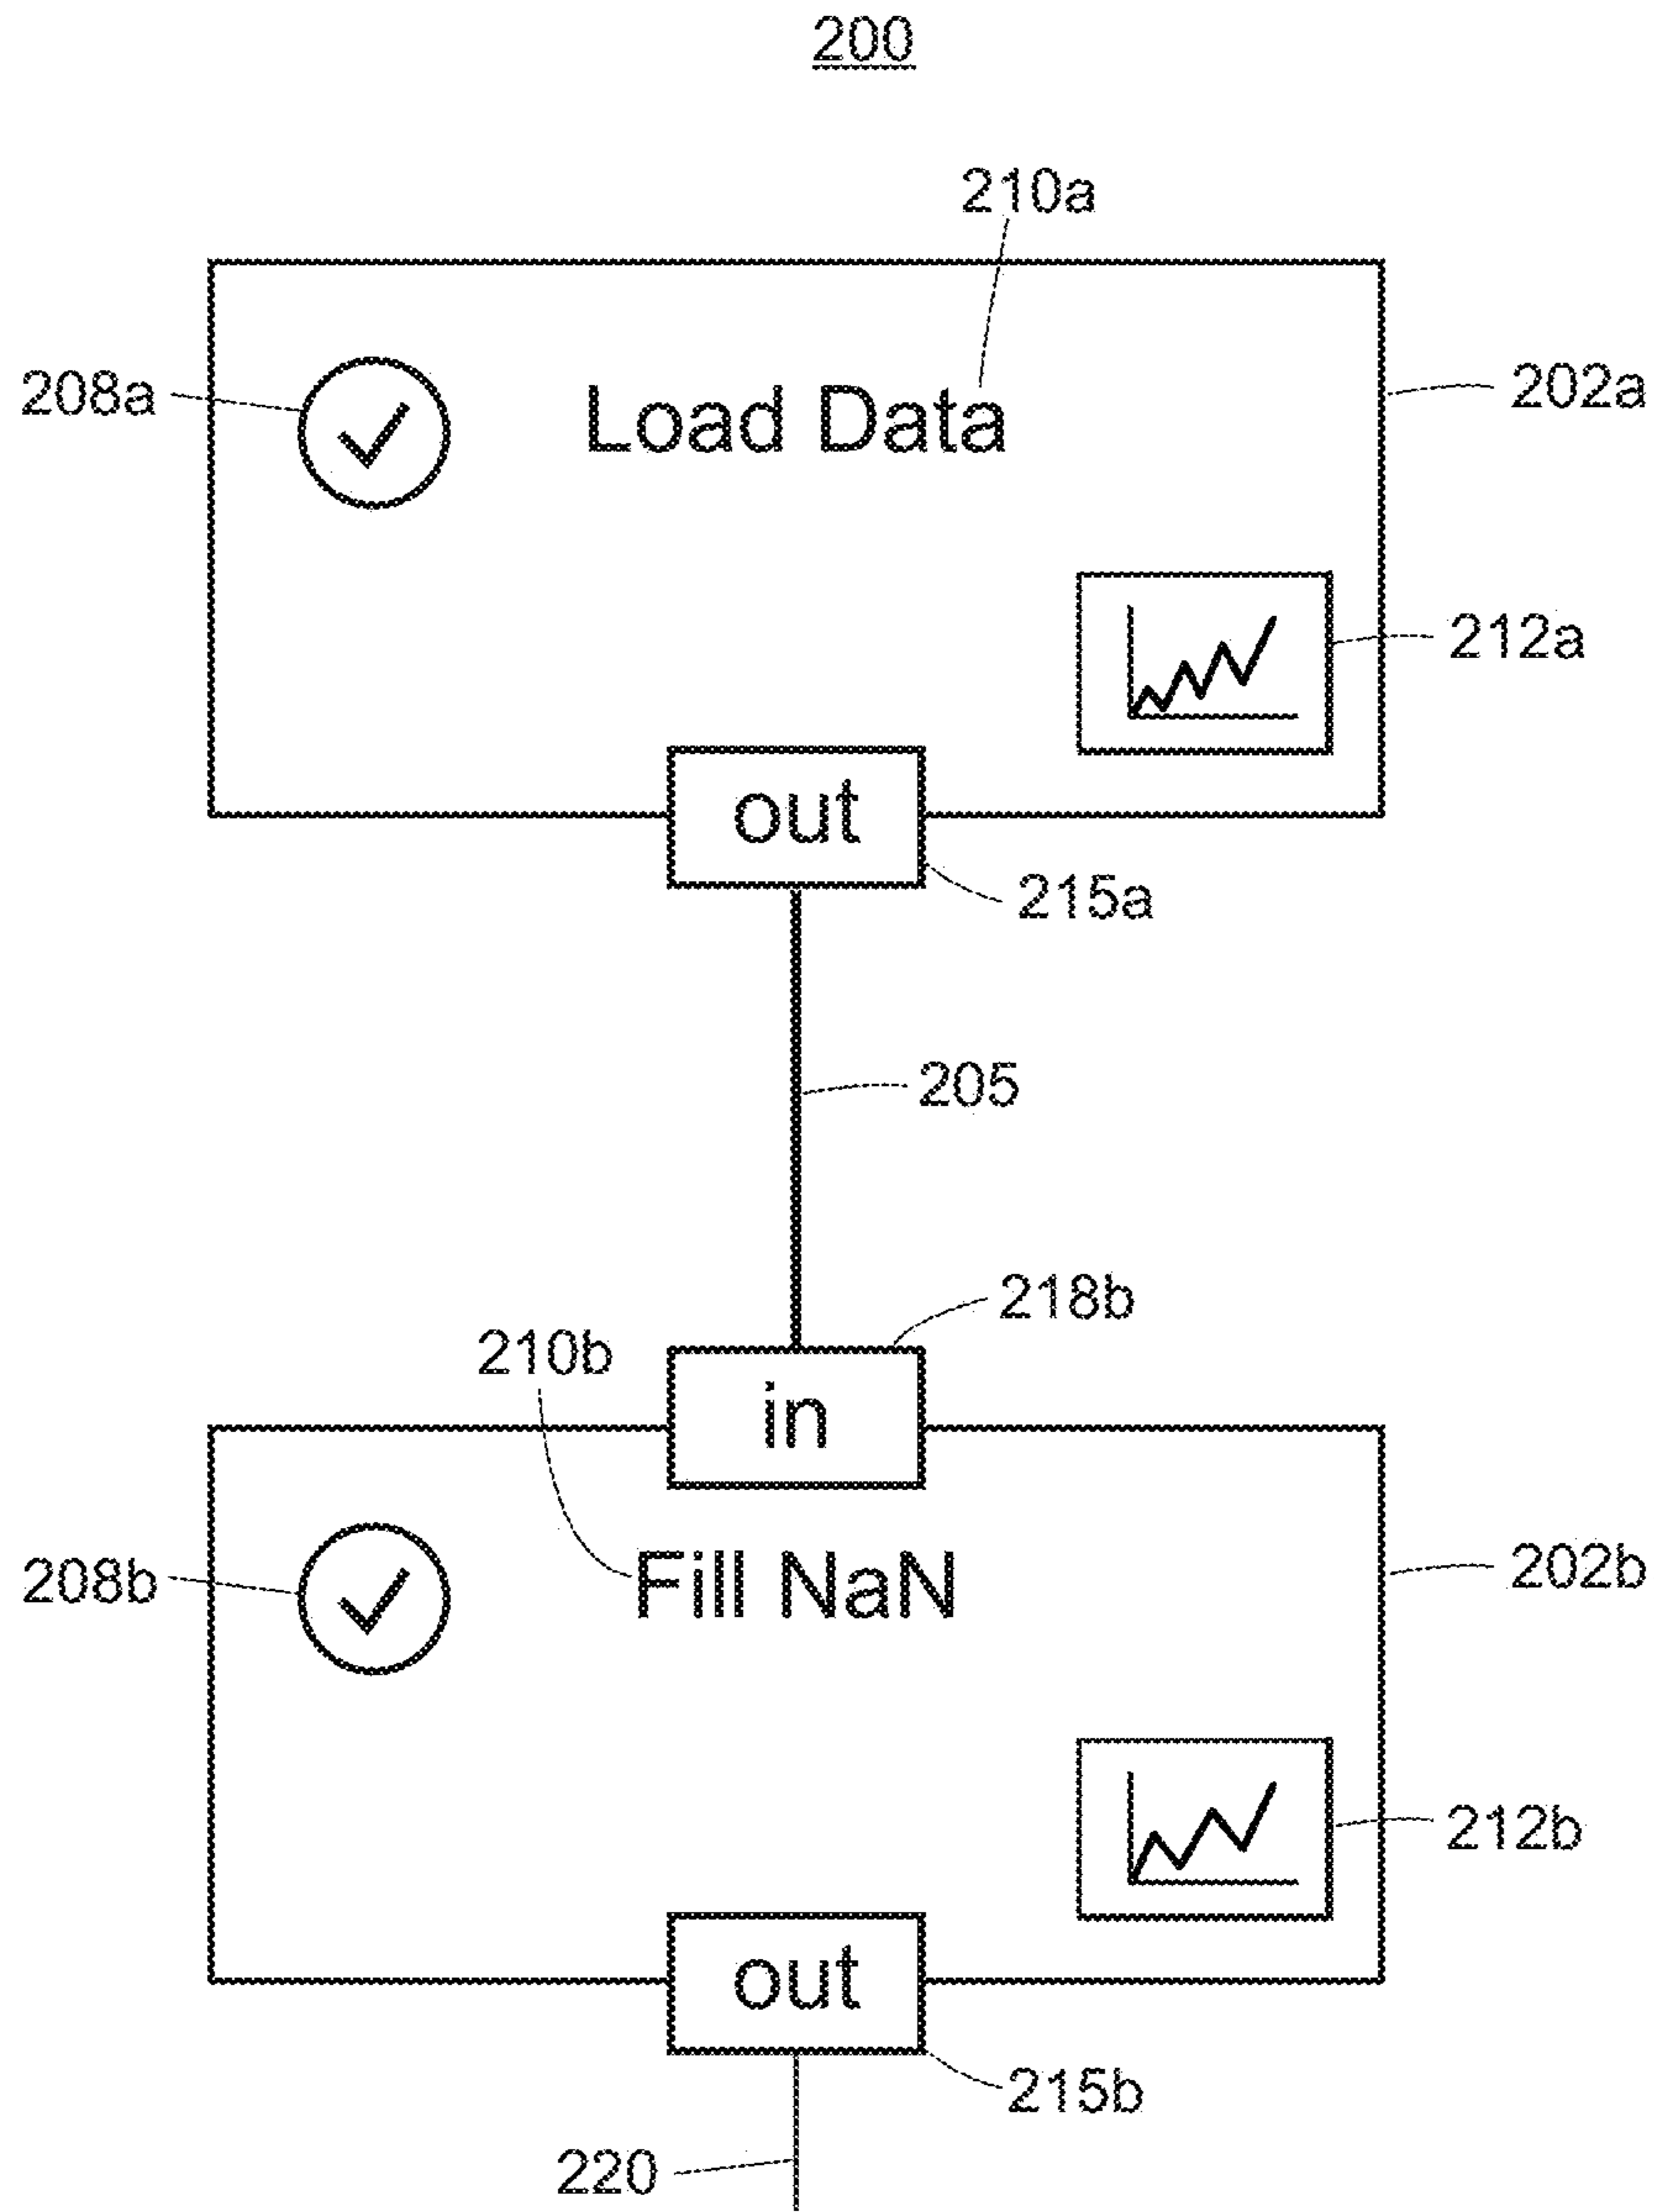 200
210a
208a
Load Data
202a
212a
out
215a
205
218b
210b
in
208b
Fill NaN
202b
212b
out
215b
220